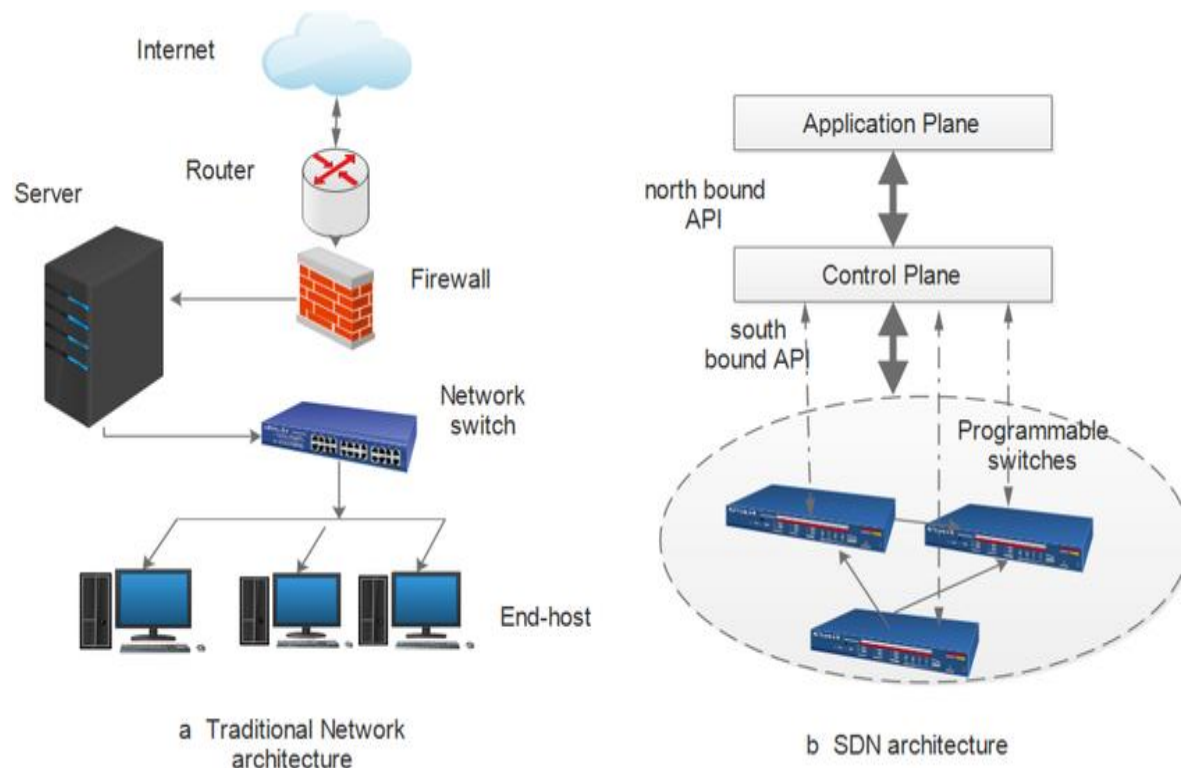 Internet
Router
Server
Firewall
Network
switch
End-host
a Traditional Network
architecture
Application Plane
north bound
API
Control Plane
south
bound API
Programmable
switches
b SDN architecture